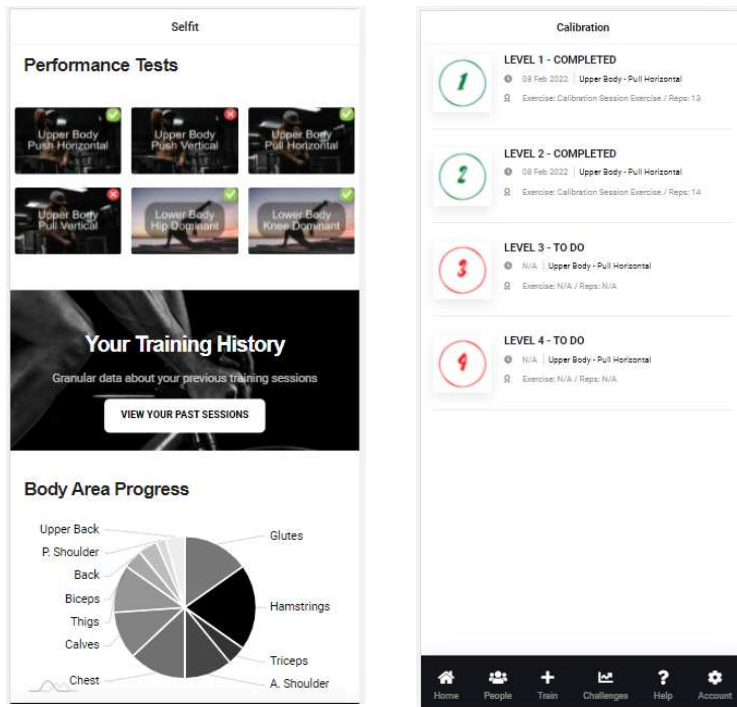 Selfit
Performance Tests
Upper Body
Push Horizontal
Upper Body
Push Vertical
Upper Body
Pull Horizontal
Upper Body
Pull Vertical
Lower Body
Hip Dominant
Lower Body
Knee Dominant
Your Training History
Granular data about your previous training sessions
VIEW YOUR PAST SESSIONS
Body Area Progress
Upper Back
P. Shoulder
Back
Biceps
Thigs
Calves
Chest
Glutes
Hamstrings
Triceps
A. Shoulder
Calibration
1
LEVEL 1 - COMPLETED
08 Feb 2022 | Upper Body - Pull Horizontal
Exercise: Calibration Session Exercise / Reps: 13
2
LEVEL 2 - COMPLETED
08 Feb 2022 | Upper Body - Pull Horizontal
Exercise: Calibration Session Exercise / Reps: 14
3
LEVEL 3 - TO DO
N/A | Upper Body - Pull Horizontal
Exercise: N/A / Reps: N/A
4
LEVEL 4 - TO DO
N/A | Upper Body - Pull Horizontal
Exercise: N/A / Reps: N/A
Home
People
Train
Challenges
Help
Account